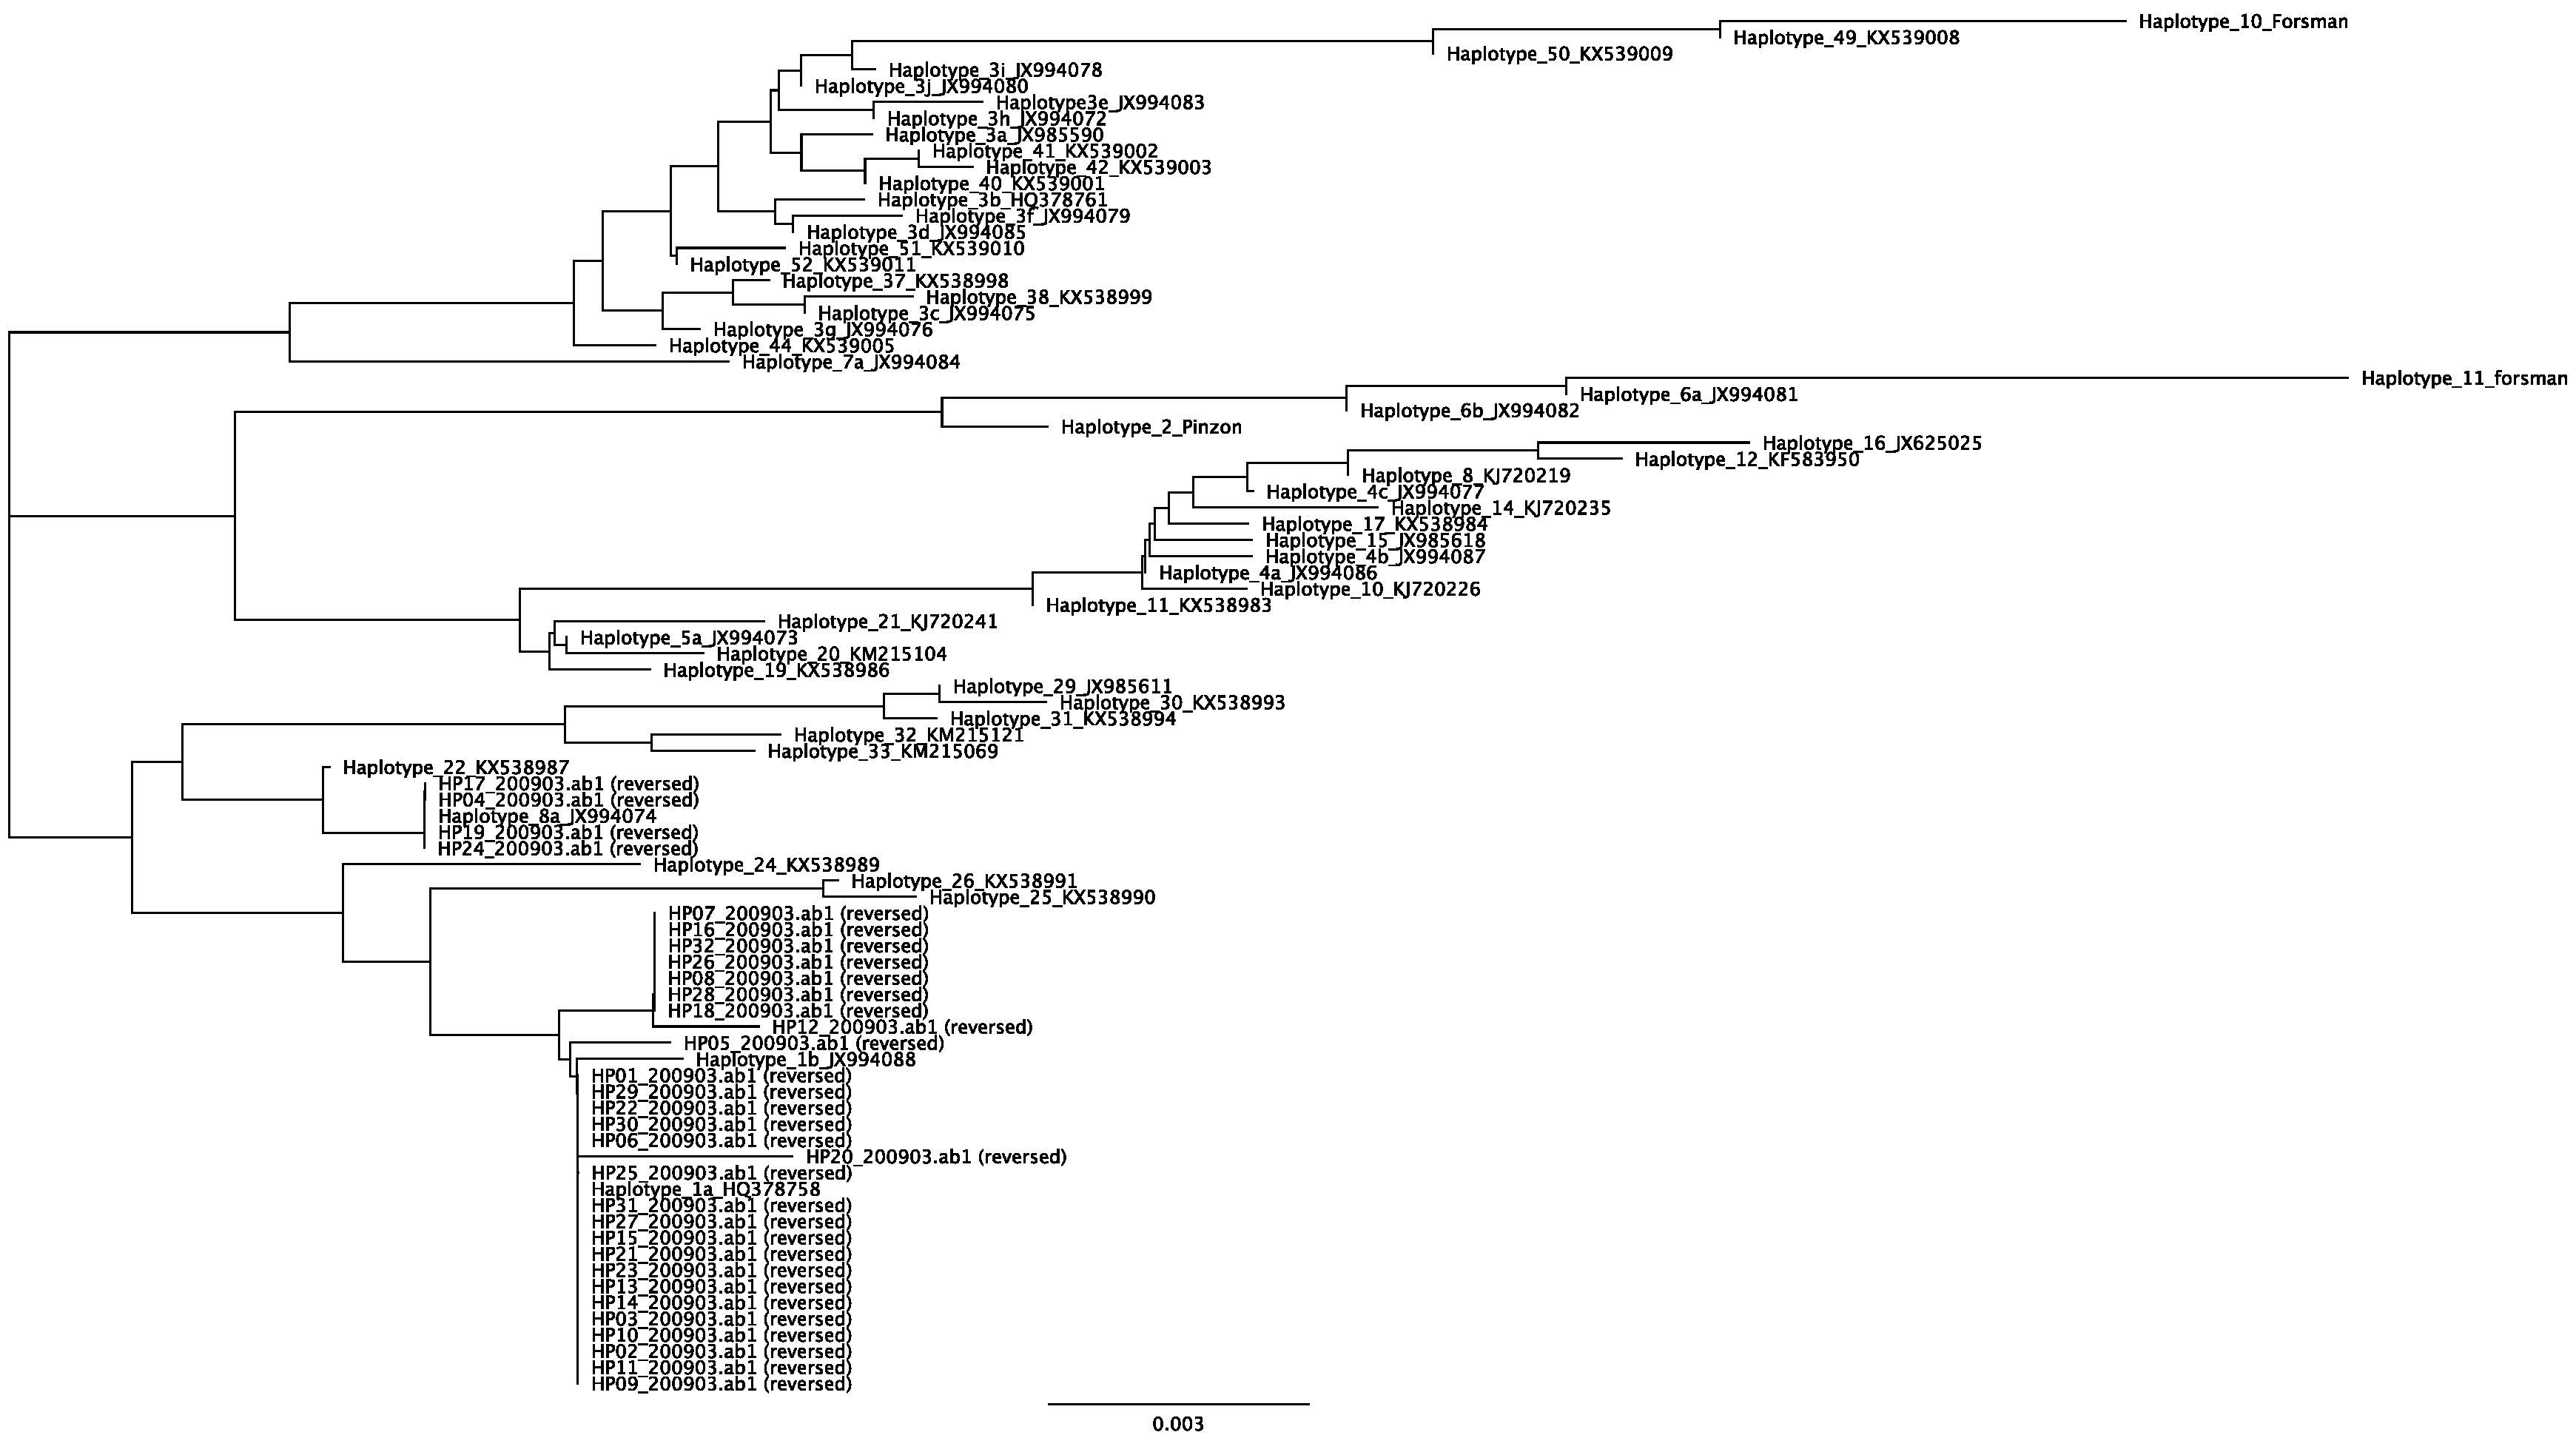 Haplotype_10_Forsman
Haplotype_49_KX539008
Haplotype_50_KX539009
Haplotype_3i_JX994078
Haplotype_3j_JX994080
Haplotype3e_JX994083
Haplotype_3h_JX994072
Haplotype_3a_JX985590
Haplotype_41_KX539002
Haplotype_42_KX539003
Haplotype_40_KX539001
Haplotype_3b_HQ378761
Haplotype_3f_JX994079
Haplotype_3d_JX994085
Haplotype_51_KX539010
Haplotype_52_KX539011
Haplotype_37_KX538998
Haplotype_38_KX538999
Haplotype_3c_JX994075
Haplotype_3g_JX994076
Haplotype_44_KX539005
Haplotype_7a_JX994084
Haplotype_11_forsman
Haplotype_6a_JX994081
Haplotype_6b_JX994082
Haplotype_2_Pinzon
Haplotype_16_JX625025
Haplotype_12_KF583950
Haplotype_8_KJ720219
Haplotype_4c_JX994077
Haplotype_14_KJ720235
Haplotype_17_KX538984
Haplotype_15_JX985618
Haplotype_4b_JX994087
Haplotype_4a_JX994086
Haplotype_10_KJ720226
Haplotype_11_KX538983
Haplotype_21_KJ720241
Haplotype_5a_JX994073
Haplotype_20_KM215104
Haplotype_19_KX538986
Haplotype_29_JX985611
Haplotype_30_KX538993
Haplotype_31_KX538994
Haplotype_32_KM215121
Haplotype_33_KM215069
Haplotype_22_KX538987
HP17_200903.ab1 (reversed)
HP04_200903.ab1 (reversed)
Haplotype_8a_JX994074
HP19_200903.ab1 (reversed)
HP24_200903.ab1 (reversed)
Haplotype_24_KX538989
Haplotype_26_KX538991
Haplotype_25_KX538990
HP07_200903.ab1 (reversed)
HP16_200903.ab1 (reversed)
HP32_200903.ab1 (reversed)
HP26_200903.ab1 (reversed)
HP08_200903.ab1 (reversed)
HP28_200903.ab1 (reversed)
HP18_200903.ab1 (reversed)
HP12_200903.ab1 (reversed)
HP05_200903.ab1 (reversed)
Haplotype_1b_JX994088
HP01_200903.ab1 (reversed)
HP29_200903.ab1 (reversed)
HP22_200903.ab1 (reversed)
HP30_200903.ab1 (reversed)
HP06_200903.ab1 (reversed)
HP20_200903.ab1 (reversed)
HP25_200903.ab1 (reversed)
Haplotype_1a_HQ378758
HP31_200903.ab1 (reversed)
HP27_200903.ab1 (reversed)
HP15_200903.ab1 (reversed)
HP21_200903.ab1 (reversed)
HP23_200903.ab1 (reversed)
HP13_200903.ab1 (reversed)
HP14_200903.ab1 (reversed)
HP03_200903.ab1 (reversed)
HP10_200903.ab1 (reversed)
HP02_200903.ab1 (reversed)
HP11_200903.ab1 (reversed)
HP09_200903.ab1 (reversed)
0.003